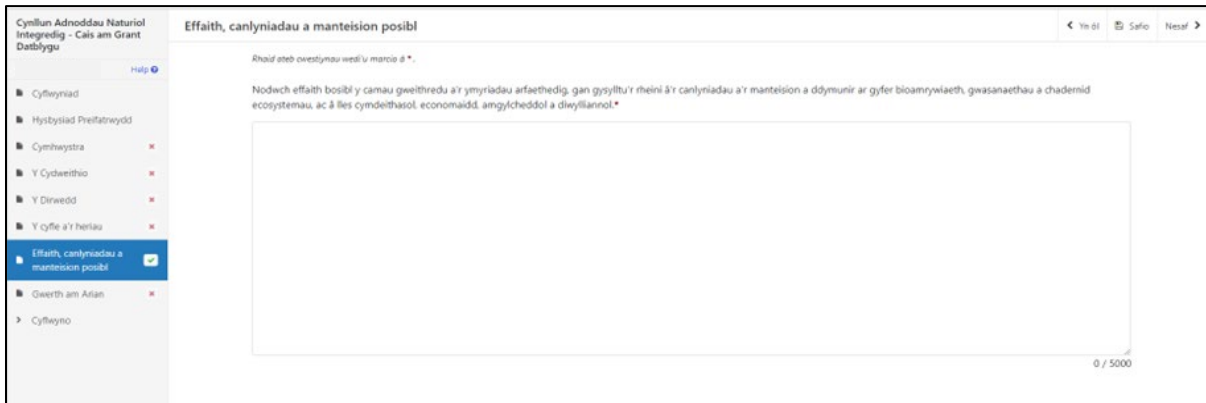 Cynllun Adnoddau Naturiol
Integredig - Cais am Grant
Datblygu
Help
Cyflwyniad
Hysbysiad Preifatrwydd
Cymhwystra
Y Cydweithio
Y Dirwedd
Y cyfle a'r heriau
Effaith, canlyniadau a
manteision posibl
Gwerth am Arian
Cyflwyno
Effaith, canlyniadau a manteision posibl
Yn ôl Safio Nesaf
Rhaid ateb cwestiynau wedi'u marcio â *.
Nodwch effaith bosibl y camau gweithredu a'r ymyriadau arfaethedig, gan gysylltu'r rheini â'r canlyniadau a'r manteision a ddymunir ar gyfer bioamrywiaeth, gwasanaethau a chadernid
ecosystemau, ac â lles cymdeithasol, economaidd, amgylcheddol a diwylliannol.*
0 / 5000